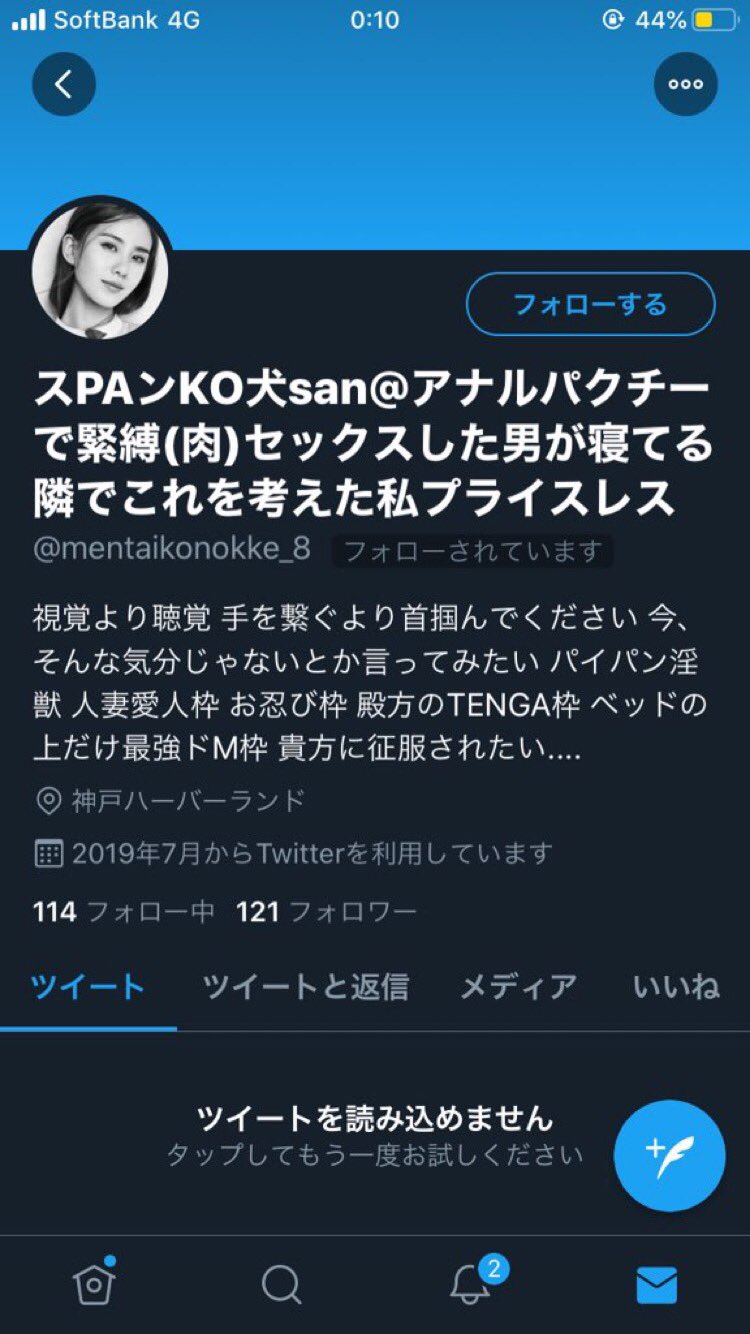 SoftBank 4G 0:10 44%
フォローする
スPAンKO犬san@アナルパクチー
で緊縛(肉)セックスした男が寝てる
隣でこれを考えた私プライスレス
@mentaikonokke_8 フォローされています
視覚より聴覚 手を繋ぐより首掴んでください 今、
そんな気分じゃないとか言ってみたい パイパン淫
獣 人妻愛人枠 お忍び枠 殿方のTENGA枠 ベッドの
上だけ最強ドM枠 貴方に征服されたい....
神戸ハーバーランド
2019年7月からTwitterを利用しています
114 フォロー中 121 フォロワー
ツイート ツイートと返信 メディア いいね
ツイートを読み込めません
タップしてもう一度お試しください
2